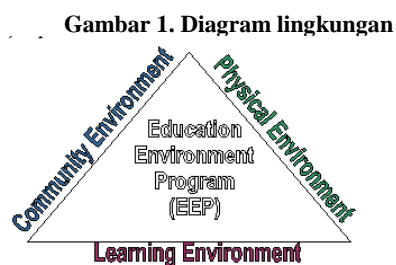 Gambar 1. Diagram lingkungan
Community Environment
Physical Environment
Education
Environment
Program
(EEP)
Learning Environment